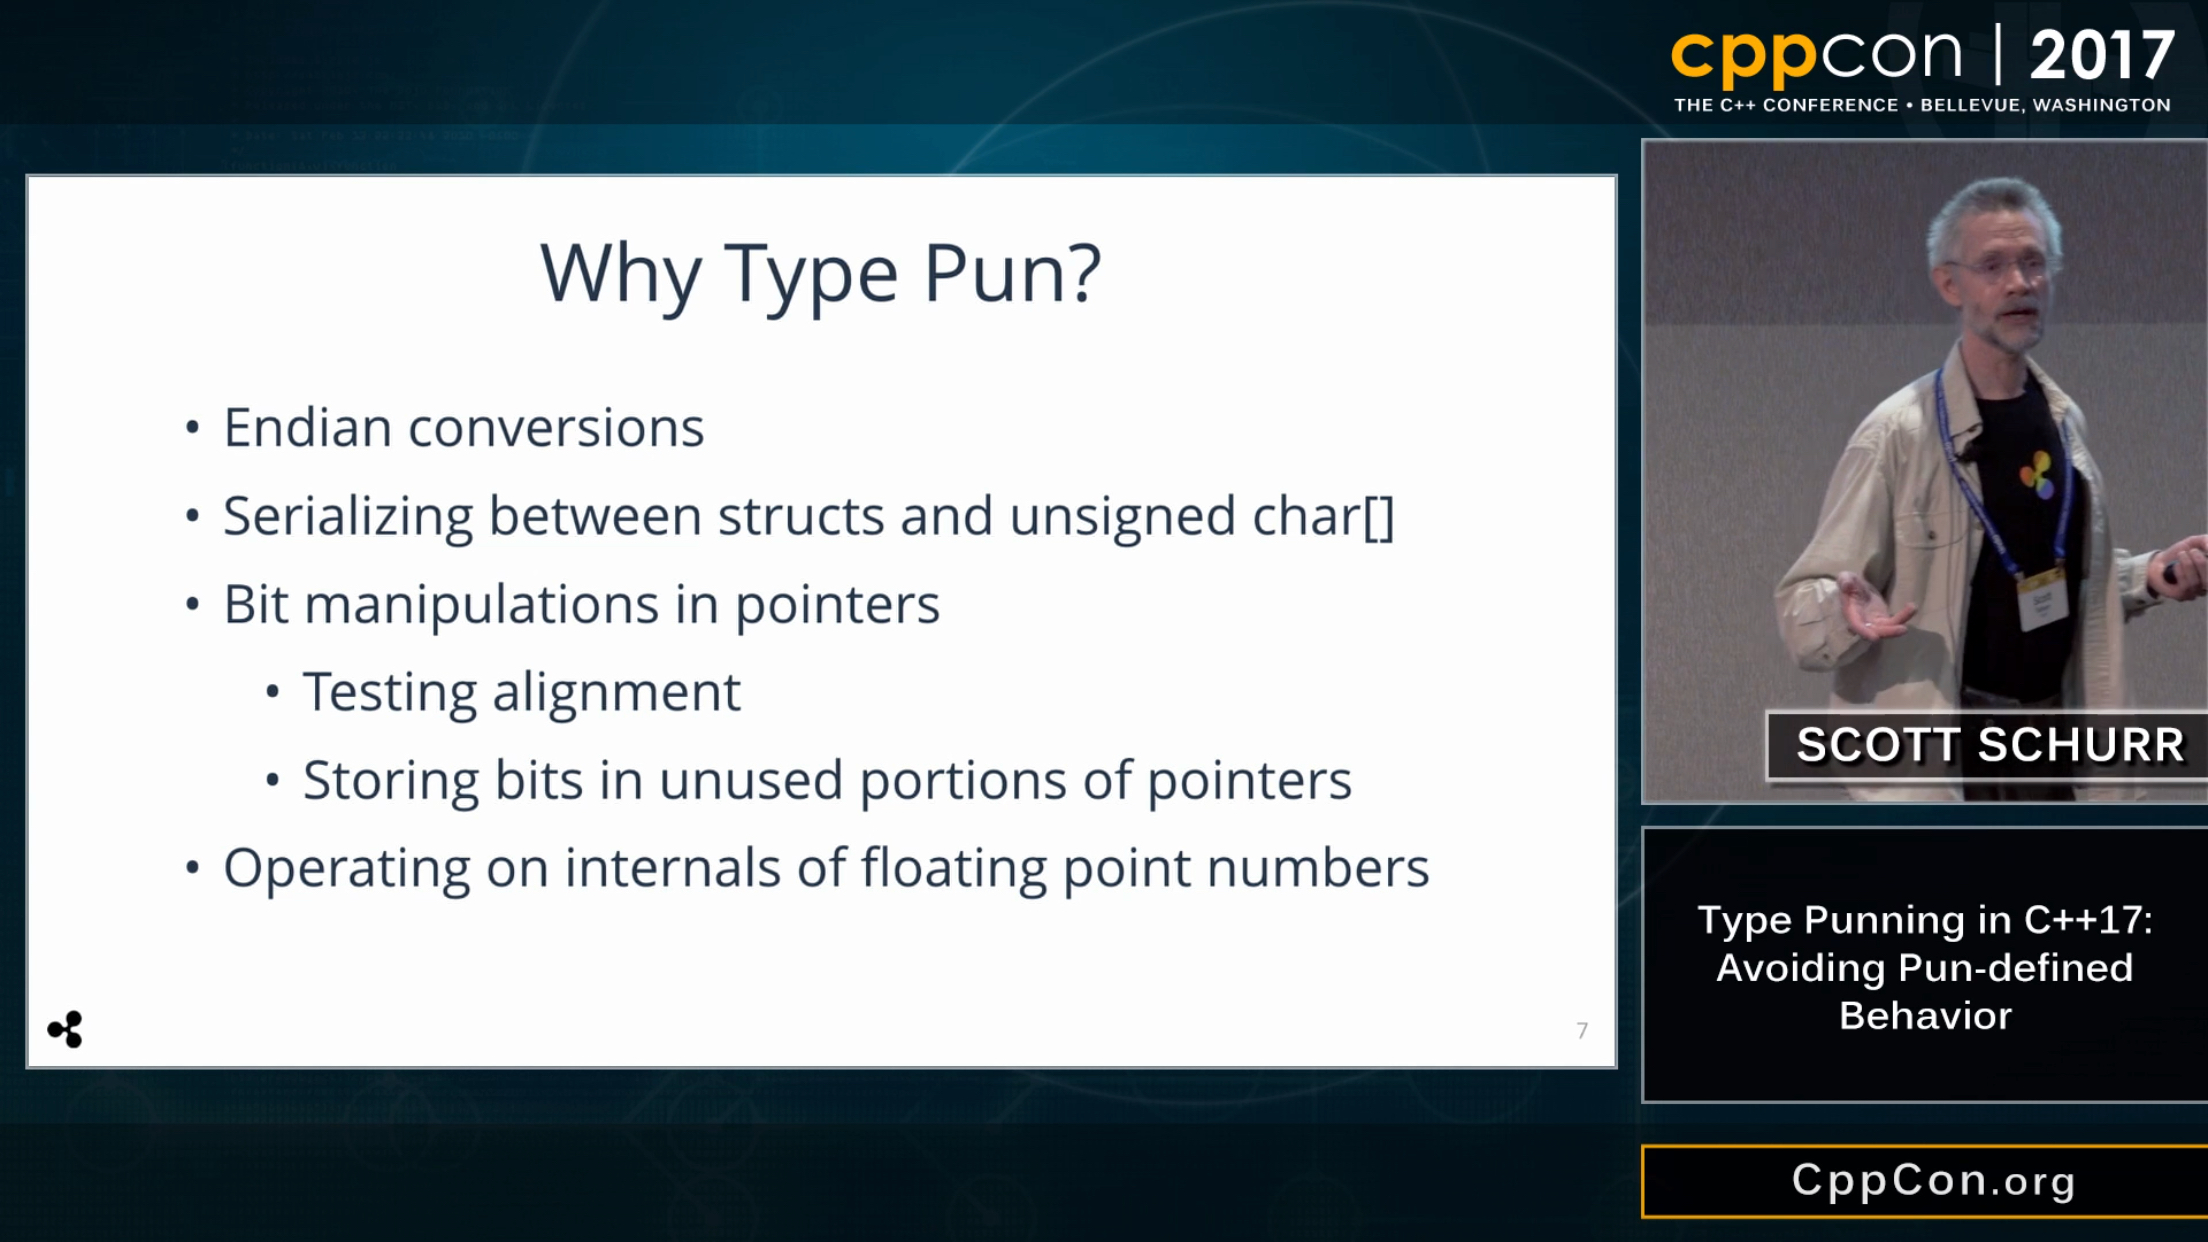 cppcon | 2017
THE C++ CONFERENCE • BELLEVUE, WASHINGTON
Why Type Pun?
• Endian conversions
• Serializing between structs and unsigned char[]
• Bit manipulations in pointers
• Testing alignment
• Storing bits in unused portions of pointers
• Operating on internals of floating point numbers
7
SCOTT SCHURR
Type Punning in C++17:
Avoiding Pun-defined
Behavior
CppCon.org